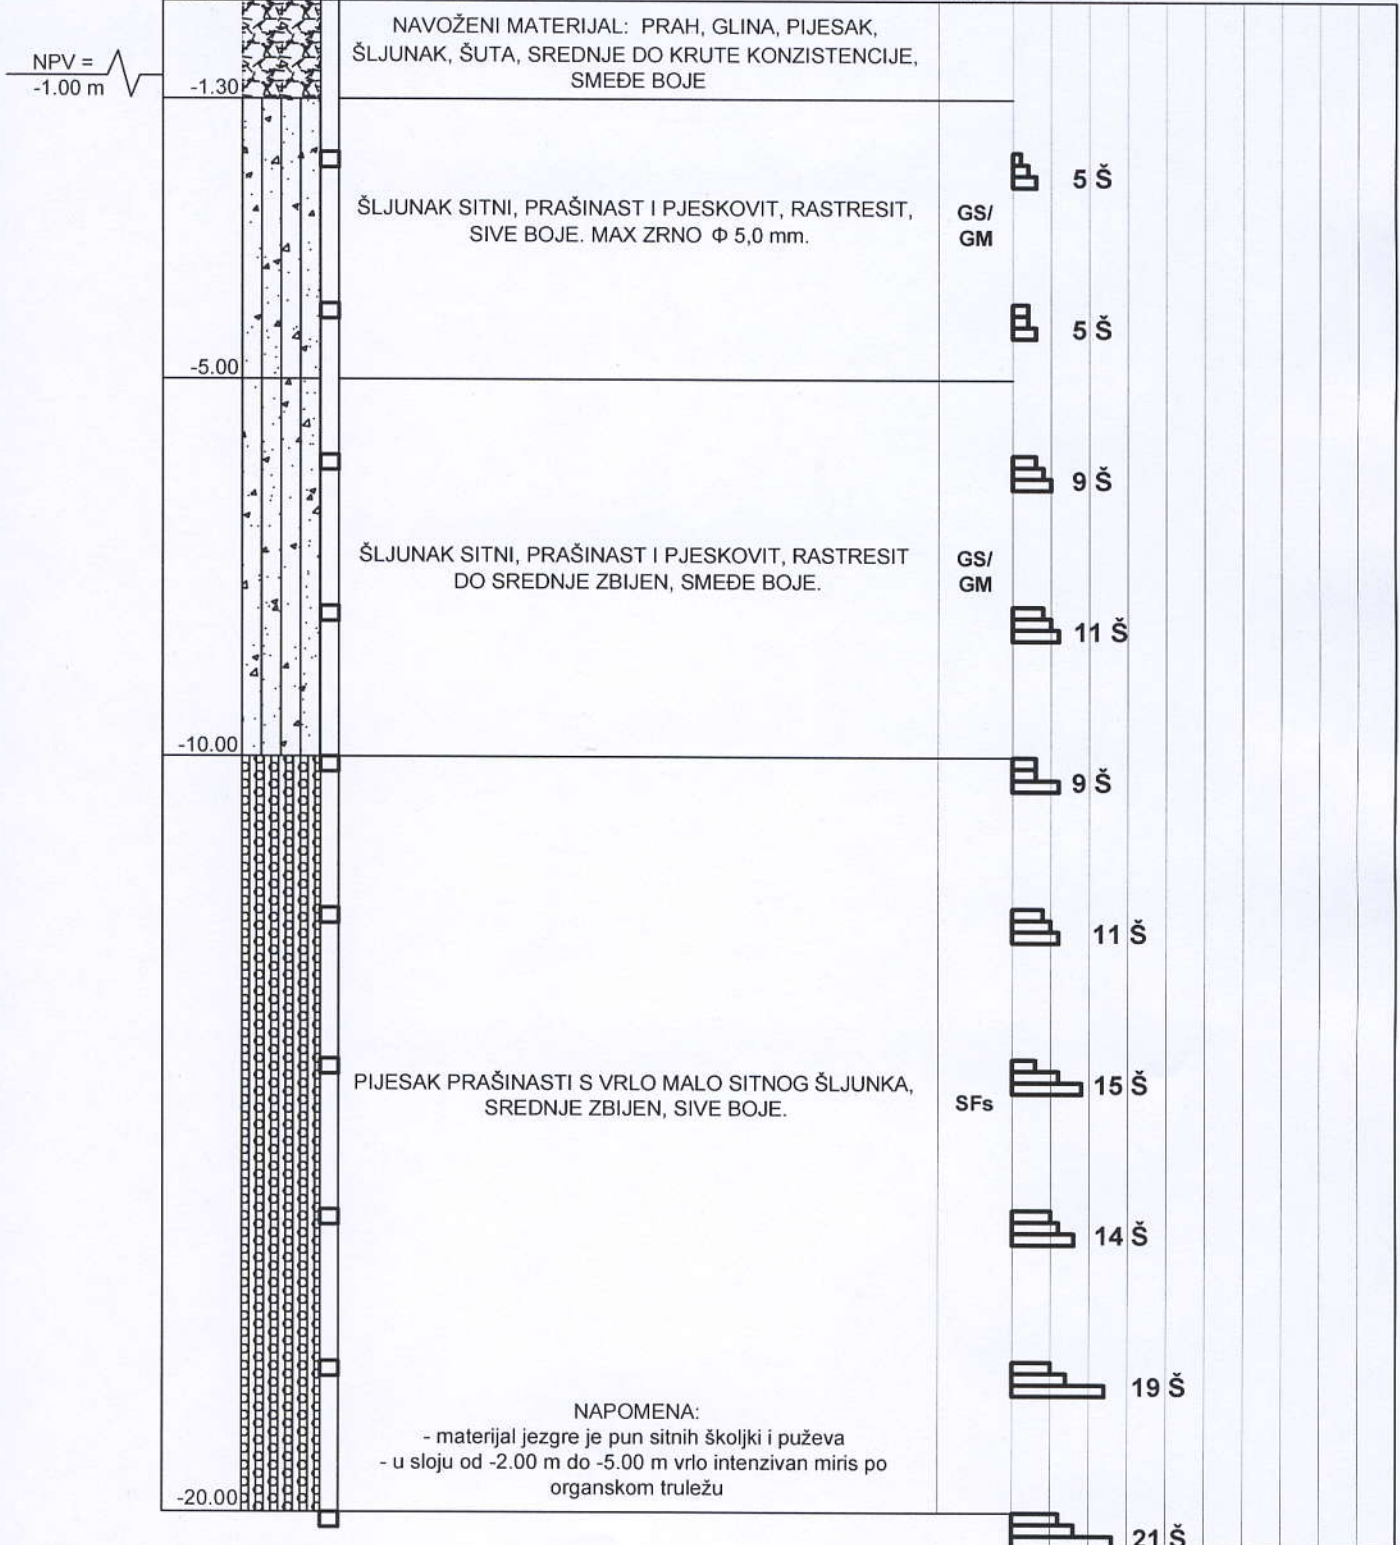 NAVOŽENI MATERIJAL: PRAH, GLINA, PIJESAK,
ŠLJUNAK, ŠUTA, SREDNJE DO KRUTE KONZISTENCIJE,
SMEĐE BOJE
NPV =
-1.00 m
-1.30
5 Š
ŠLJUNAK SITNI, PRAŠINAST I PJESKOVIT, RASTRESIT,
SIVE BOJE. MAX ZRNO Φ 5,0 mm.
GS/
GM
5 Š
-5.00
9 Š
ŠLJUNAK SITNI, PRAŠINAST I PJESKOVIT, RASTRESIT
DO SREDNJE ZBIJEN, SMEĐE BOJE.
GS/
GM
11 Š
-10.00
9 Š
11 Š
PIJESAK PRAŠINASTI S VRLO MALO SITNOG ŠLJUNKA,
SREDNJE ZBIJEN, SIVE BOJE.
SFs
15 Š
14 Š
19 Š
NAPOMENA:
- materijal jezgre je pun sitnih školjki i puževa
- u sloju od -2.00 m do -5.00 m vrlo intenzivan miris po
organskom truležu
-20.00
21 Š